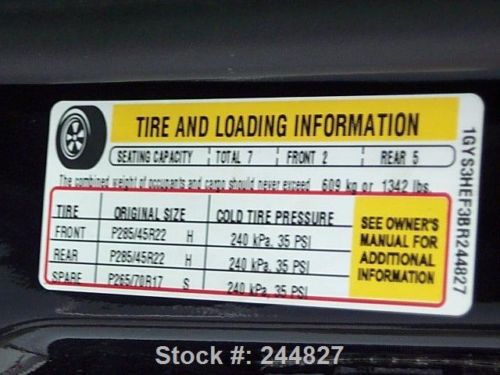 TIRE AND LOADING INFORMATION
SEATING CAPACITY TOTAL 7 FRONT 2 REAR 5
The combined weight of occupants and cargo should never exceed 609 kg or 1342 lbs.
TIRE ORIGINAL SIZE COLD TIRE PRESSURE
FRONT P285/45R22 H 240 kPa, 35 PSI
REAR P285/45R22 H 240 kPa, 35 PSI
SPARE P265/70R17 S 240 kPa, 35 PSI
SEE OWNER'S
MANUAL FOR
ADDITIONAL
INFORMATION
1GYS3HEF3BR244827
Stock #: 244827